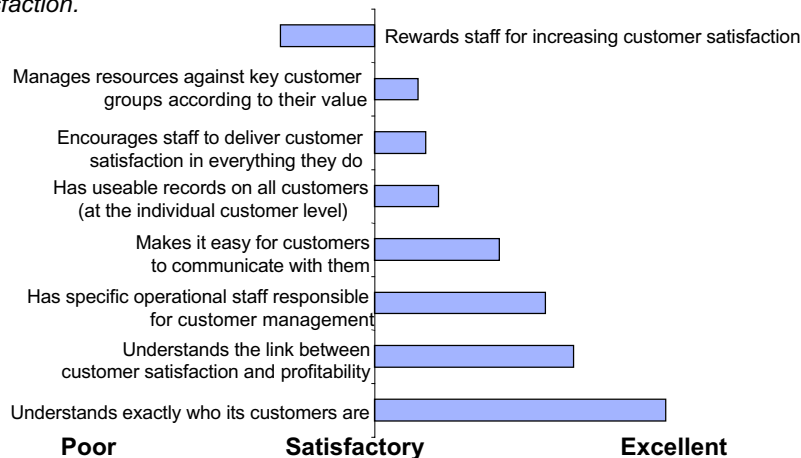 faction.
Rewards staff for increasing customer satisfaction
Manages resources against key customer
groups according to their value
Encourages staff to deliver customer
satisfaction in everything they do
Has useable records on all customers
(at the individual customer level)
Makes it easy for customers
to communicate with them
Has specific operational staff responsible
for customer management
Understands the link between
customer satisfaction and profitability
Understands exactly who its customers are
Poor Satisfactory Excellent